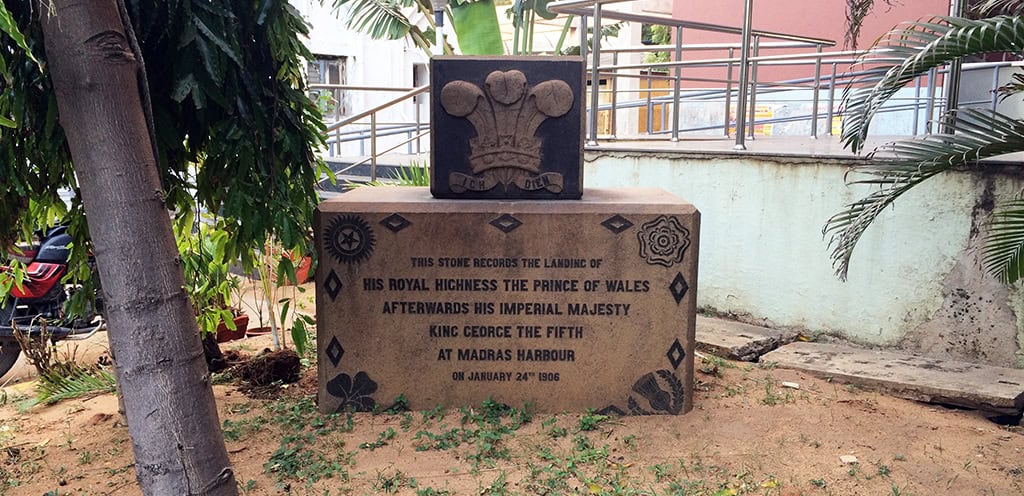 ICH DIEN
THIS STONE RECORDS THE LANDING OF
HIS ROYAL HIGHNESS THE PRINCE OF WALES
AFTERWARDS HIS IMPERIAL MAJESTY
KING GEORGE THE FIFTH
AT MADRAS HARBOUR
ON JANUARY 24TH 1906